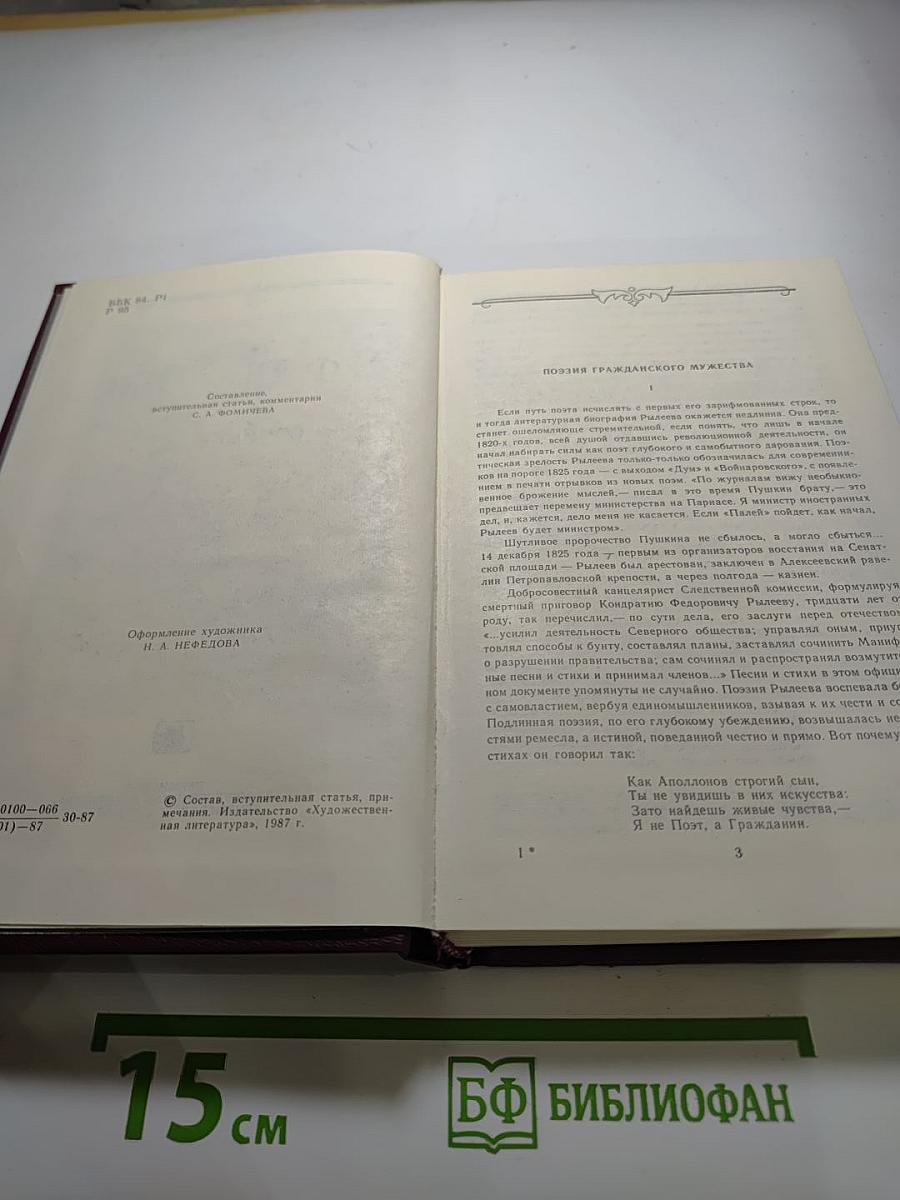 ББК 84. Р1
Р 95
Составление,
вступительная статья, комментарии
С. А. ФОМИЧЕВА
Оформление художника
Н. А. НЕФЕДОВА
0100—066
01)—87
30-87
© Состав, вступительная статья, при-
мечания. Издательство «Художествен-
ная литература», 1987 г.
ПОЭЗИЯ ГРАЖДАНСКОГО МУЖЕСТВА
I
Если путь поэта исчислять с первых его зарифмованных строк, то
и тогда литературная биография Рылеева окажется недлинна. Она пред-
станет ошеломляюще стремительной, если понять, что лишь в начале
1820-х годов, всей душой отдавшись революционной деятельности, он
начал набирать силы как поэт глубокого и самобытного дарования. Поэ-
тическая зрелость Рылеева только-только обозначилась для современни-
ков на пороге 1825 года — с выходом «Дум» и «Войнаровского», с появле-
нием в печати отрывков из новых поэм. «По журналам вижу необыкно-
венное брожение мыслей,— писал в это время Пушкин брату,— это
предвещает перемену министерства на Парнасе. Я министр иностранных
дел, и, кажется, дело меня не касается. Если «Палей» пойдет, как начал,
Рылеев будет министром».
Шутливое пророчество Пушкина не сбылось, а могло сбыться...
14 декабря 1825 года — первым из организаторов восстания на Сенат-
ской площади — Рылеев был арестован, заключен в Алексеевский раве-
лин Петропавловской крепости, а через полгода — казнен.
Добросовестный канцелярист Следственной комиссии, формулируя
смертный приговор Кондратию Федоровичу Рылееву, тридцати лет от
роду, так перечислил,— по сути дела, его заслуги перед отечеством
«...усилил деятельность Северного общества; управлял оным, приуг
товлял способы к бунту, составлял планы, заставлял сочинить Маниф
о разрушении правительства; сам сочинял и распространял возмутите
ные песни и стихи и принимал членов...» Песни и стихи в этом офици
ном документе упомянуты не случайно. Поэзия Рылеева воспевала б
с самовластием, вербуя единомышленников, взывая к их чести и со
Подлинная поэзия, по его глубокому убеждению, возвышалась не
стями ремесла, а истиной, поведанной честно и прямо. Вот почему
стихах он говорил так:
Как Аполлонов строгий сын,
Ты не увидишь в них искусства:
Зато найдешь живые чувства,—
Я не Поэт, а Гражданин.
1 *
3
15 см
БФ БИБЛИОФАН